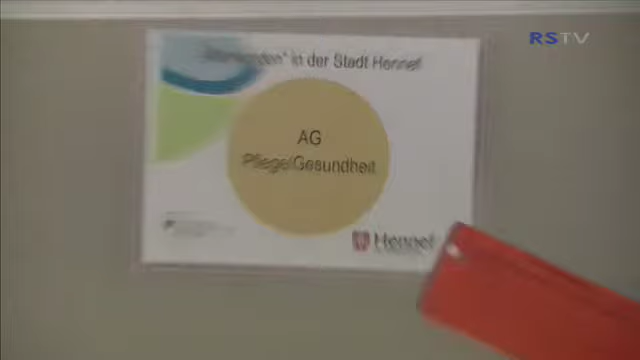 RSTV
in der Stadt Hennef
AG
Pflege/Gesundheit
Hennef